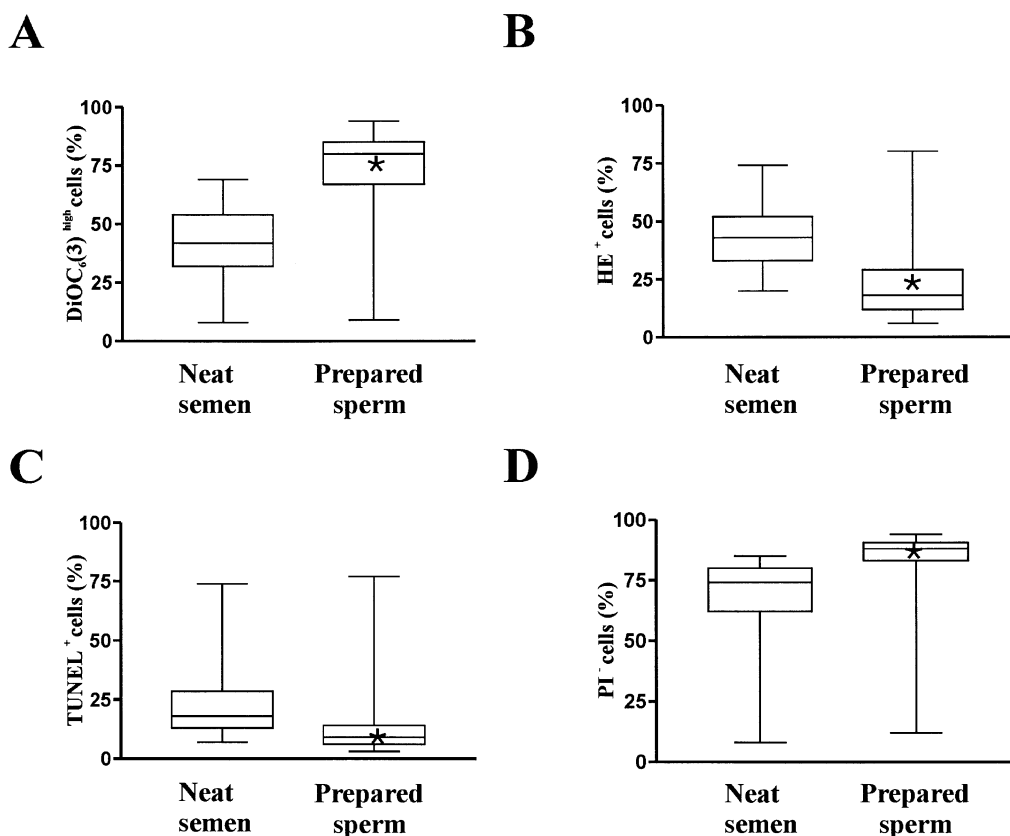 A
B
DiOC6(3) high cells (%)
100
75
50
25
0
Neat
semen
Prepared
sperm
HE + cells (%)
100
75
50
25
0
Neat
semen
Prepared
sperm
C
D
TUNEL + cells (%)
100
75
50
25
0
Neat
semen
Prepared
sperm
PI - cells (%)
100
75
50
25
0
Neat
semen
Prepared
sperm